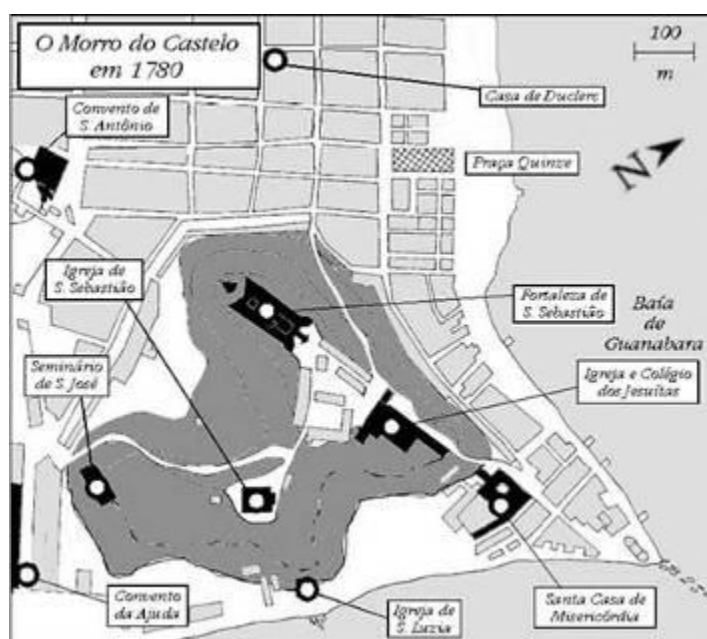 O Morro do Castelo
em 1780
100
m
Convento de
S. Antônio
Casa de Duclerc
Praça Quinze
N
Igreja de
S. Sebastião
Fortaleza de
S. Sebastião
Baía
de
Guanabara
Seminário
de S. José
Igreja e Colégio
dos Jesuítas
Convento
da Ajuda
Igreja de
S. Luzia
Santa Casa de
Misericórdia